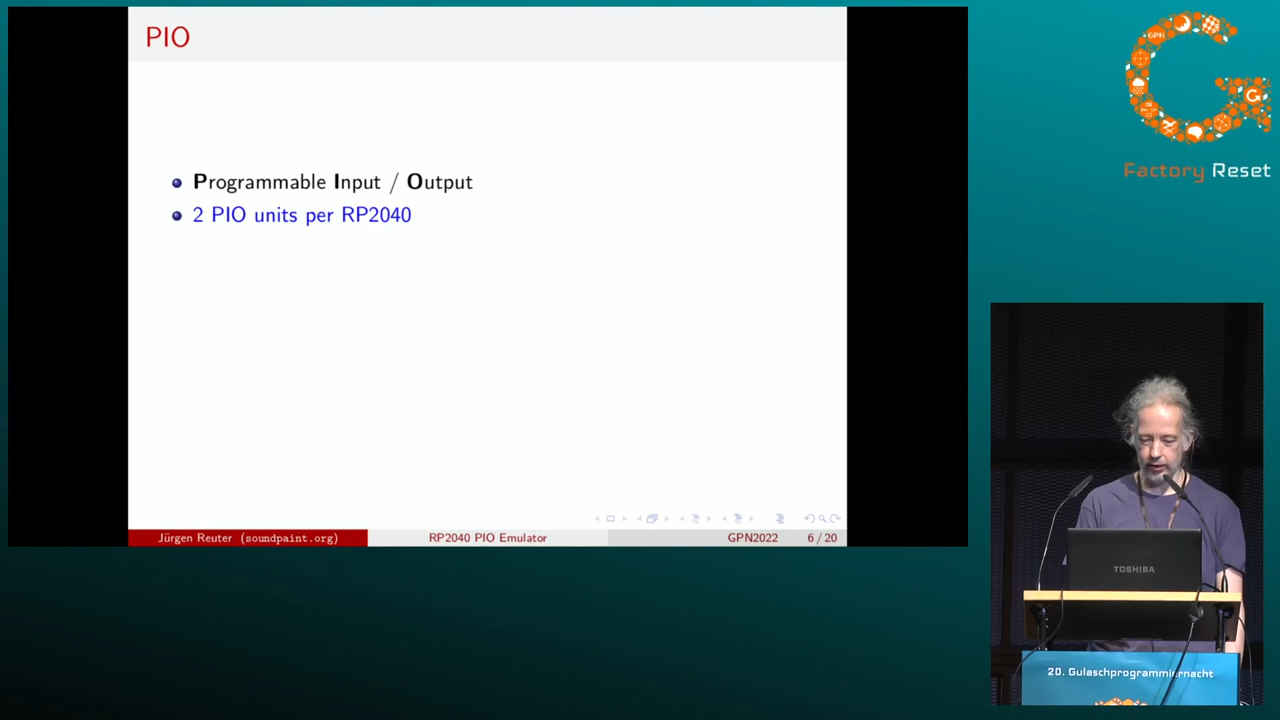 PIO
Programmable Input / Output
2 PIO units per RP2040
Jürgen Reuter (soundpaint.org)
RP2040 PIO Emulator
GPN2022
6 / 20
GPN
G
Factory Reset
TOSHIBA
20. Gulaschprogrammiernacht